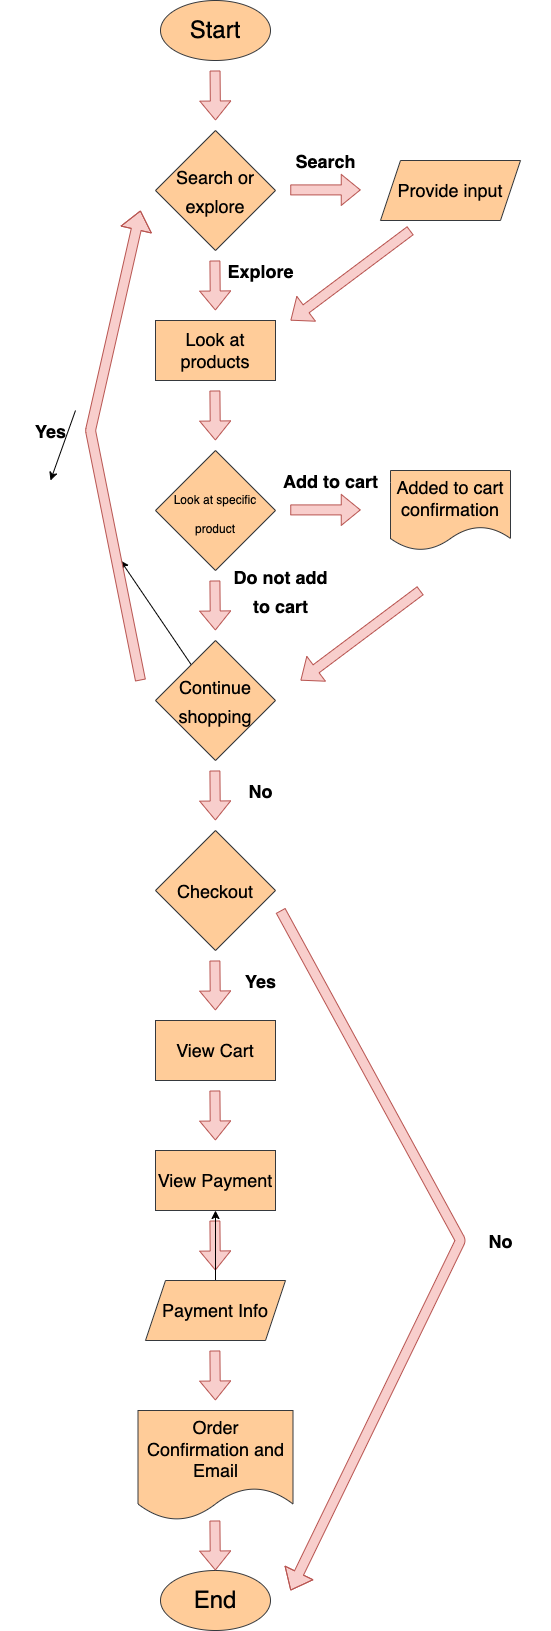 Start
Search or
explore
Search
Provide input
Explore
Look at
products
Yes
Look at specific
product
Add to cart
Added to cart
confirmation
Do not add
to cart
Continue
shopping
No
Checkout
Yes
View Cart
View Payment
No
Payment Info
Order
Confirmation and
Email
End